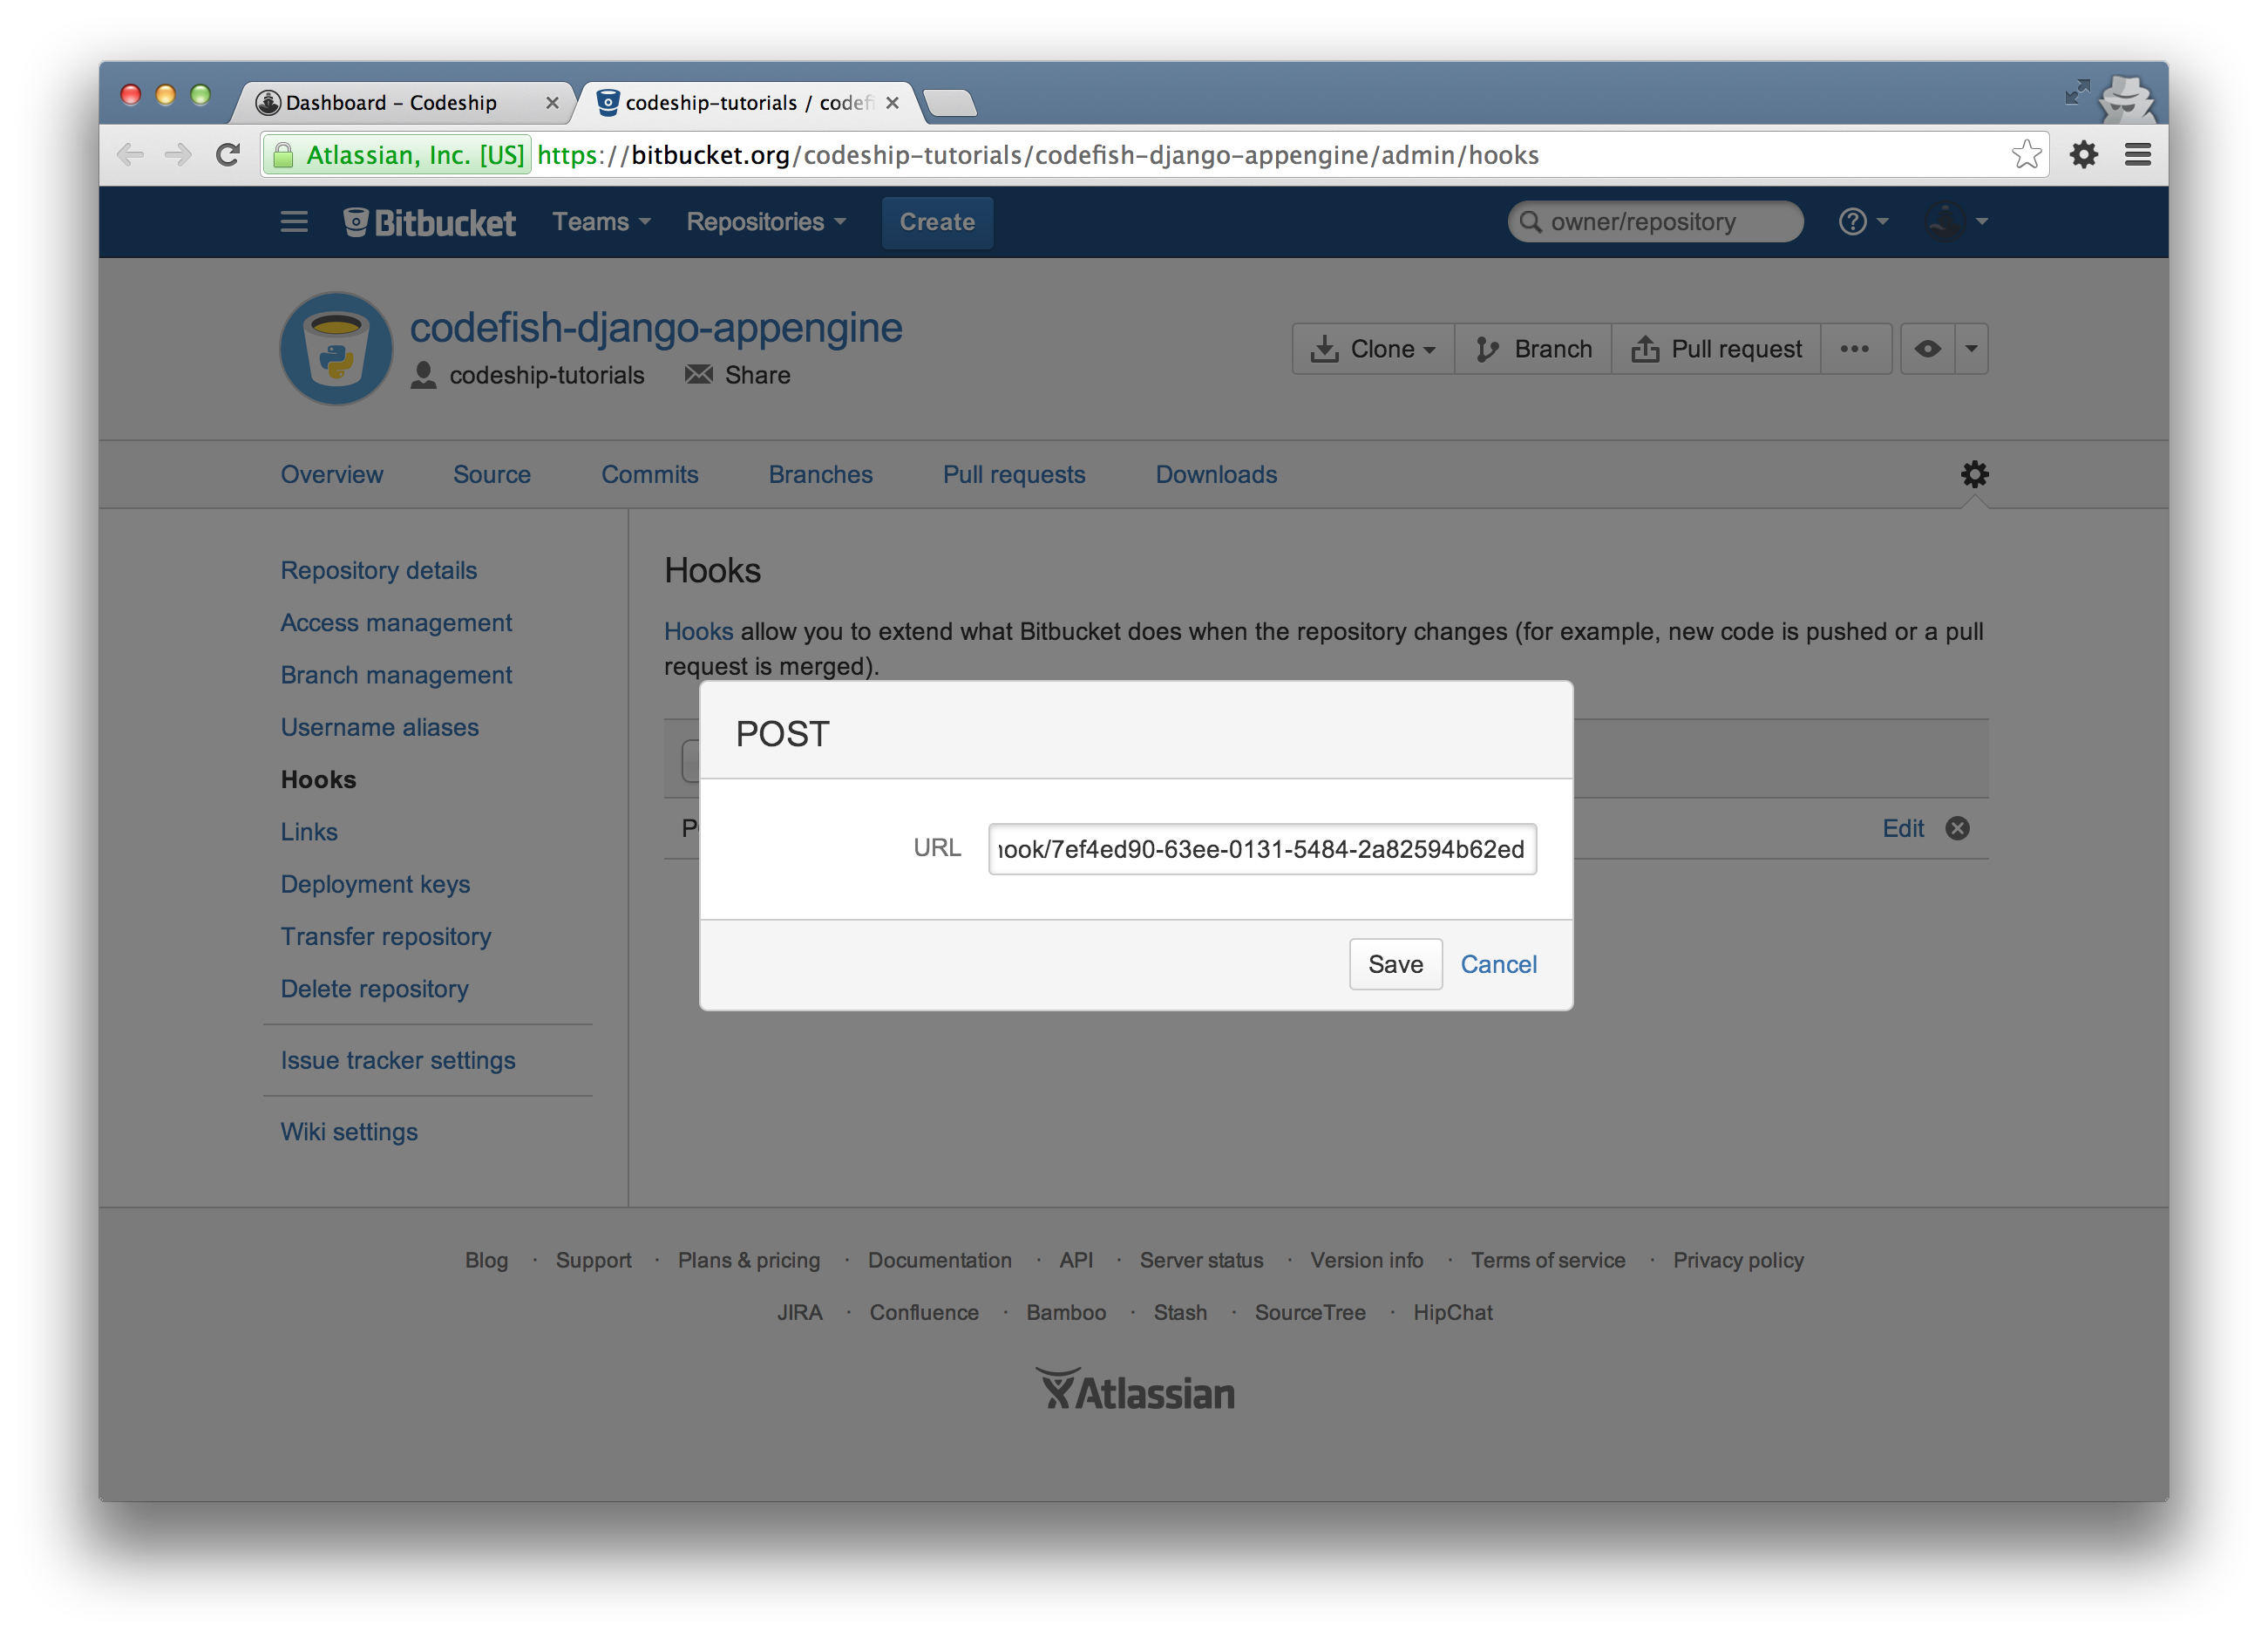 Dashboard – Codeship
codeship-tutorials / codefi
Atlassian, Inc. [US] https://bitbucket.org/codeship-tutorials/codefish-django-appengine/admin/hooks
Bitbucket Teams Repositories Create owner/repository
codefish-django-appengine
codeship-tutorials Share
Clone Branch Pull request
Overview Source Commits Branches Pull requests Downloads
Repository details
Access management
Branch management
Username aliases
Hooks
Links
Deployment keys
Transfer repository
Delete repository
Issue tracker settings
Wiki settings
Hooks
Hooks allow you to extend what Bitbucket does when the repository changes (for example, new code is pushed or a pull
request is merged).
Edit
POST
URL hook/7ef4ed90-63ee-0131-5484-2a82594b62ed
Save Cancel
Blog · Support · Plans & pricing · Documentation · API · Server status · Version info · Terms of service · Privacy policy
JIRA · Confluence · Bamboo · Stash · SourceTree · HipChat
Atlassian